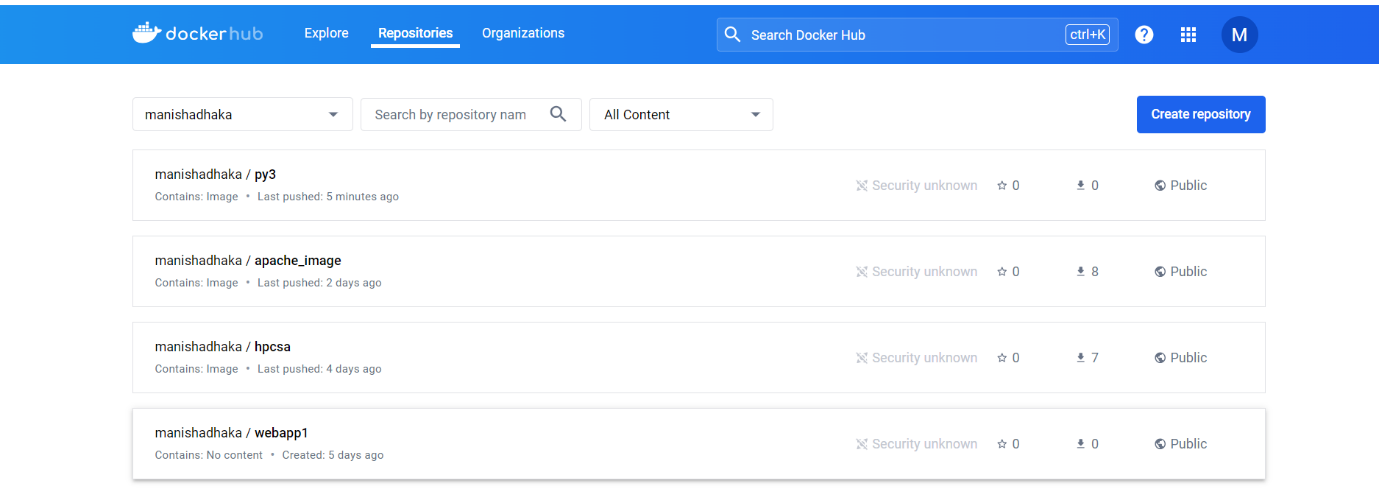 dockerhub Explore Repositories Organizations Search Docker Hub ctrl+K ? M
manishadhaka Search by repository nam All Content Create repository
manishadhaka / py3
Contains: Image • Last pushed: 5 minutes ago
Security unknown 0 0 Public
manishadhaka / apache_image
Contains: Image • Last pushed: 2 days ago
Security unknown 0 8 Public
manishadhaka / hpcsa
Contains: Image • Last pushed: 4 days ago
Security unknown 0 7 Public
manishadhaka / webapp1
Contains: No content • Created: 5 days ago
Security unknown 0 0 Public